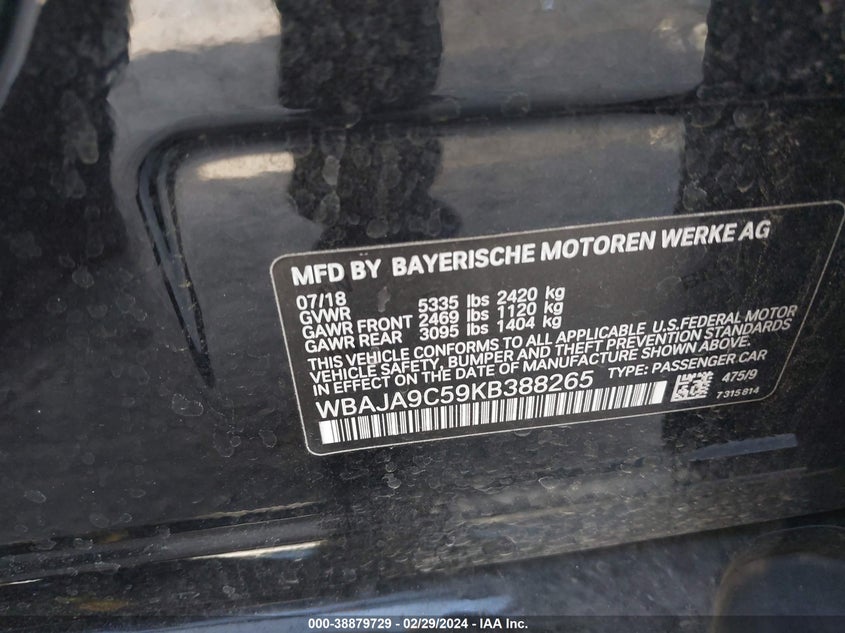 MFD BY BAYERISCHE MOTOREN WERKE AG
07/18
GVWR 5335 lbs 2420 kg
GAWR FRONT 2469 lbs 1120 kg
GAWR REAR 3095 lbs 1404 kg
THIS VEHICLE CONFORMS TO ALL APPLICABLE U.S.FEDERAL MOTOR
VEHICLE SAFETY, BUMPER AND THEFT PREVENTION STANDARDS
IN EFFECT ON THE DATE OF MANUFACTURE SHOWN ABOVE.
WBAJA9C59KB388265 TYPE: PASSENGER CAR
475/9
7 315 814
000-38879729 - 02/29/2024 - IAA Inc.